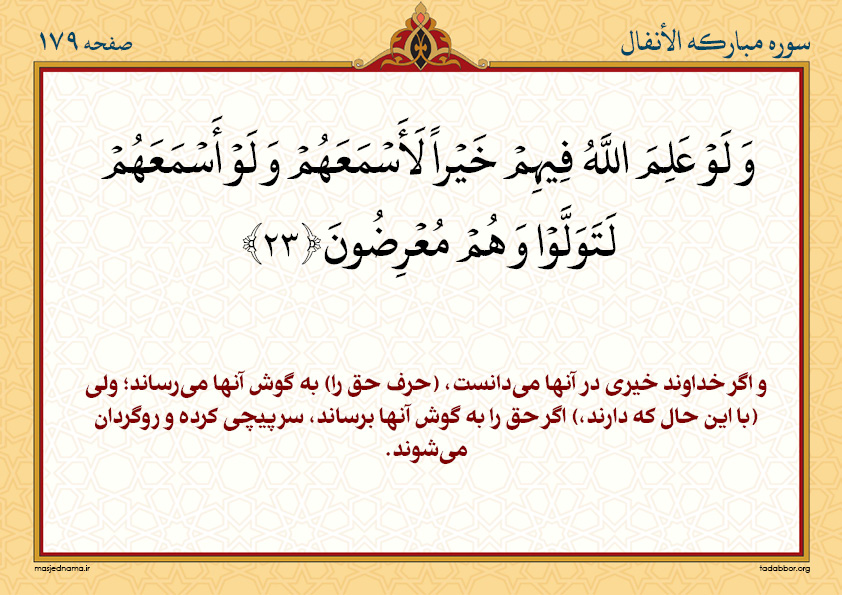 سوره مبارکه الأنفال
صفحه ۱۷۹
وَ لَوْ عَلِمَ اللَّهُ فِيهِمْ خَيْراً لَأَسْمَعَهُمْ وَ لَوْ أَسْمَعَهُمْ
لَتَوَلَّوْا وَ هُمْ مُعْرِضُونَ ﴿٢٣﴾
و اگر خداوند خیری در آنها می‌دانست، (حرف حق را) به گوش آنها می‌رساند؛ ولی
(با این حال که دارند،) اگر حق را به گوش آنها برساند، سرپیچی کرده و روگردان
می‌شوند.
masjednama.ir
tadabbor.org